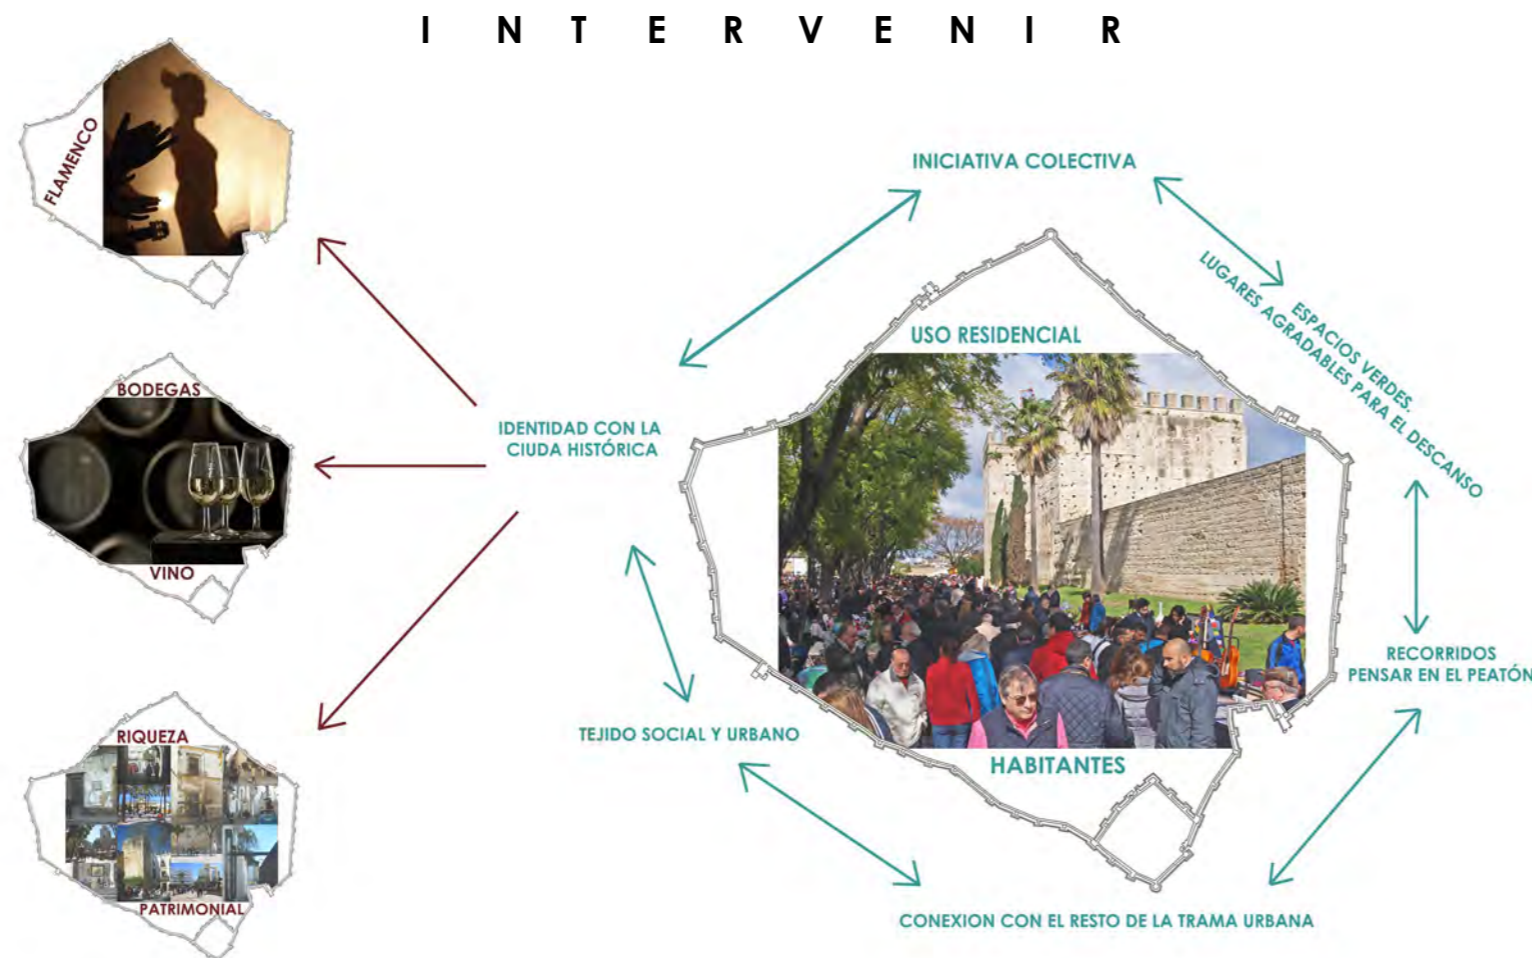 I N T E R V E N I R
FLAMENCO
BODEGAS
VINO
RIQUEZA
PATRIMONIAL
IDENTIDAD CON LA
CIUDA HISTÓRICA
INICIATIVA COLECTIVA
ESPACIOS VERDES.
LUGARES AGRADABLES PARA EL DESCANSO
RECORRIDOS
PENSAR EN EL PEATÓN
CONEXION CON EL RESTO DE LA TRAMA URBANA
TEJIDO SOCIAL Y URBANO
USO RESIDENCIAL
HABITANTES